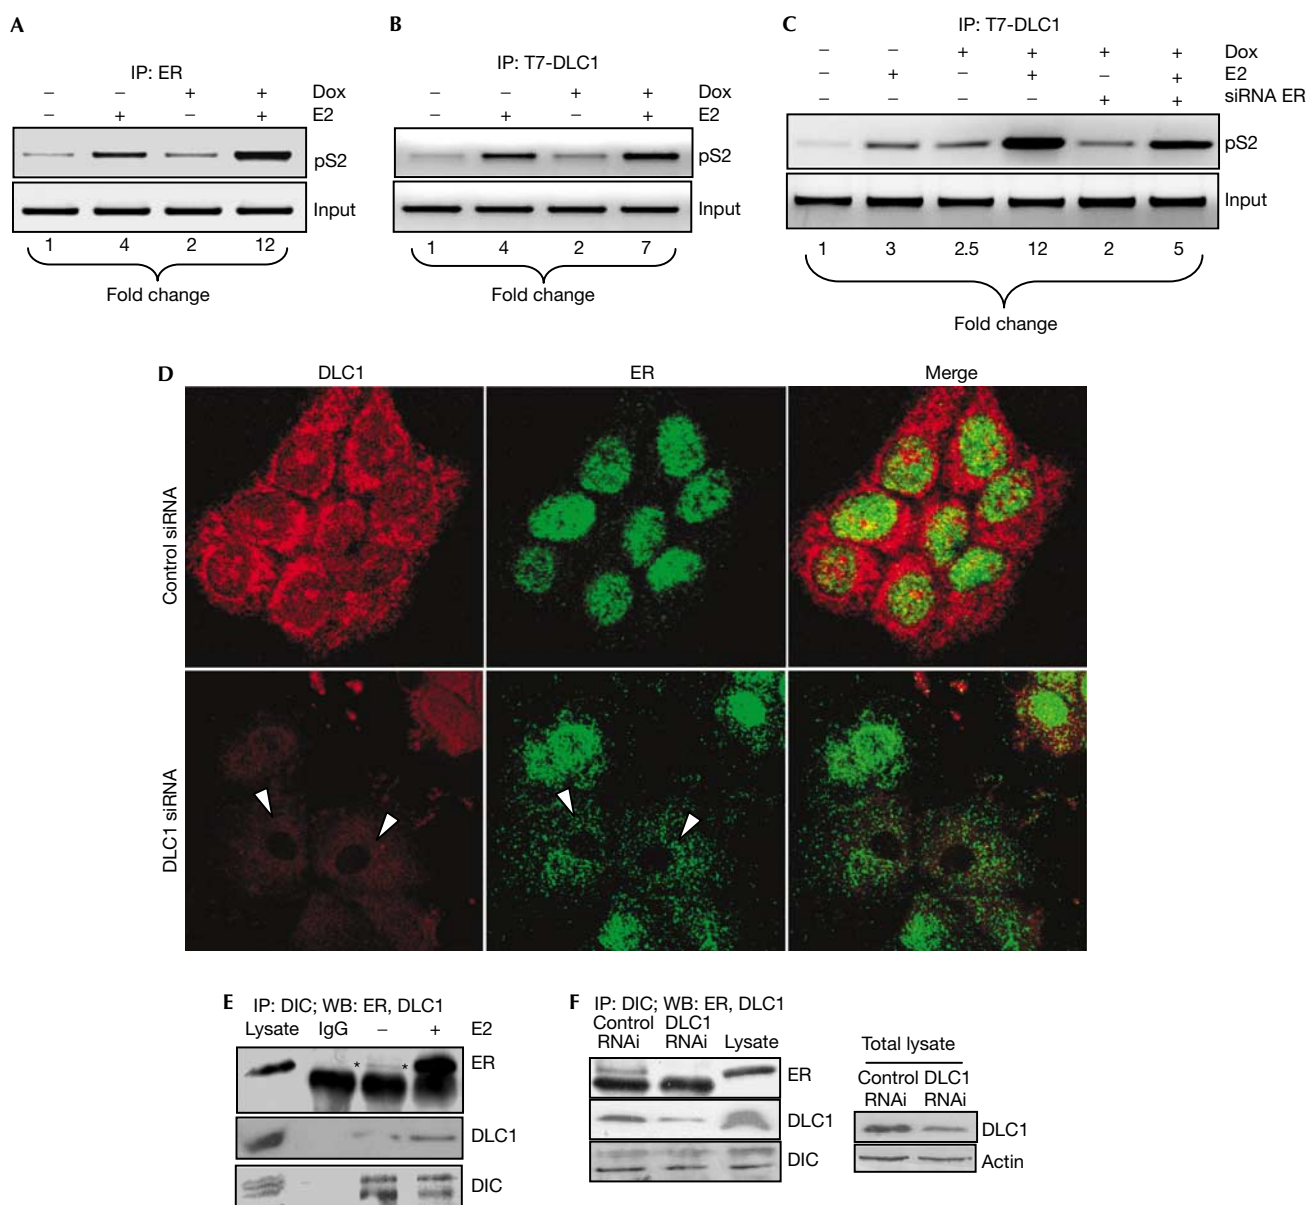 A
IP: ER
– – + + Dox
– + – + E2
pS2
Input
1 4 2 12
Fold change
B
IP: T7-DLC1
– – + + Dox
– + – + E2
pS2
Input
1 4 2 7
Fold change
C
IP: T7-DLC1
– – + + + + Dox
– + – + – + E2
– – – – + + siRNA ER
pS2
Input
1 3 2.5 12 2 5
Fold change
D
DLC1 ER Merge
Control siRNA
DLC1 siRNA
E
IP: DIC; WB: ER, DLC1
Lysate IgG – + E2
* *
ER
DLC1
DIC
F
IP: DIC; WB: ER, DLC1
Control DLC1
RNAi RNAi Lysate
ER
DLC1
DIC
Total lysate
Control DLC1
RNAi RNAi
DLC1
Actin